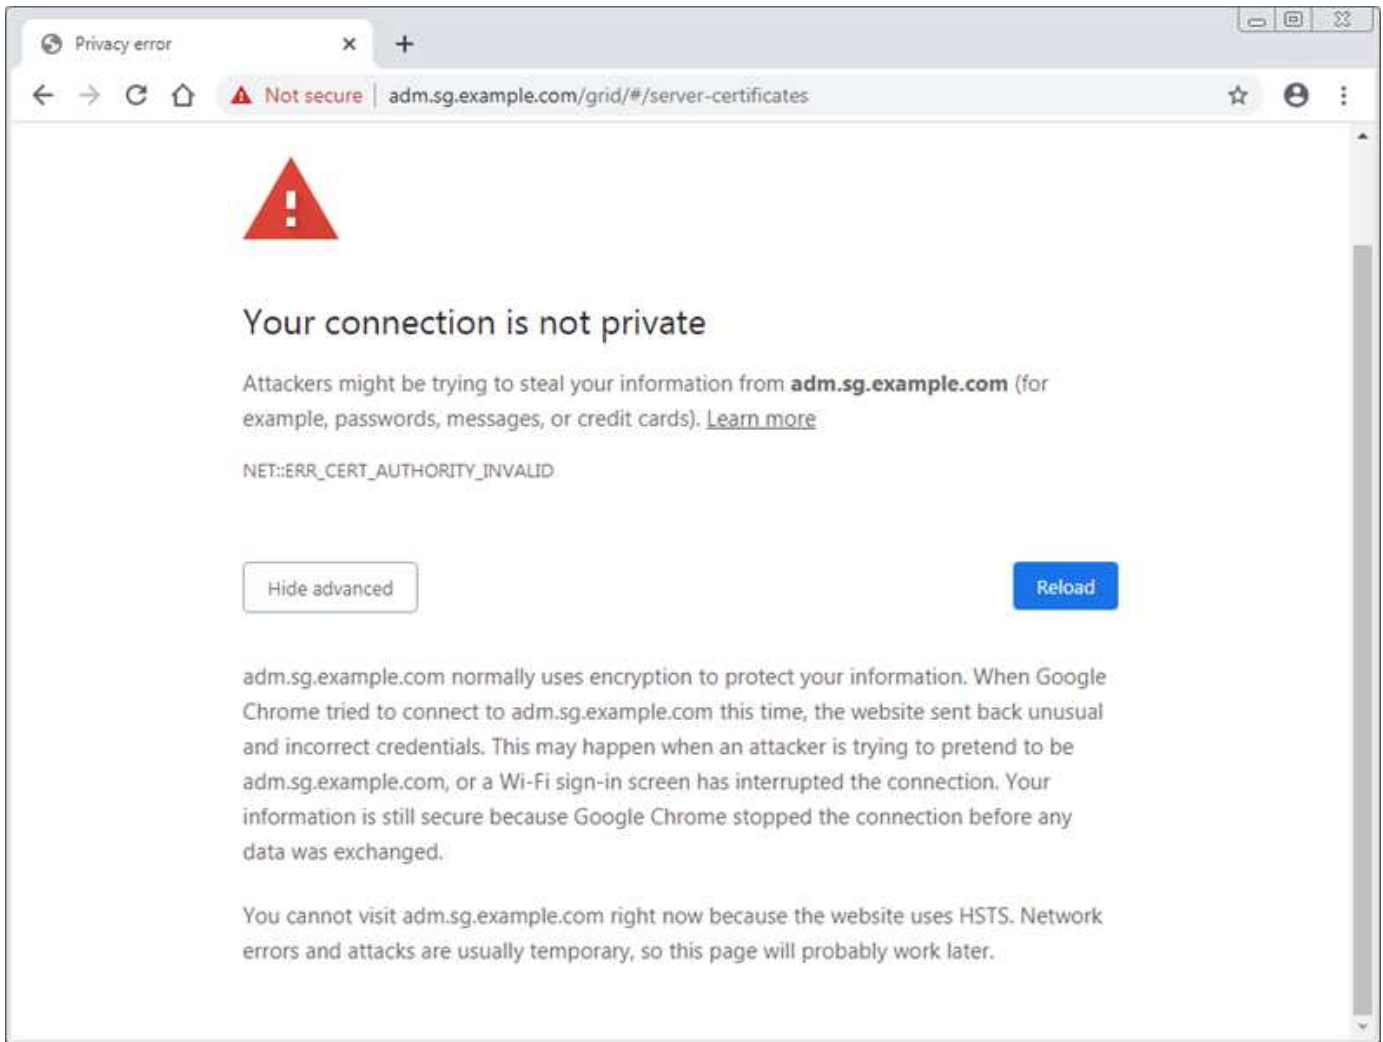 Privacy error
Not secure adm.sg.example.com/grid/#/server-certificates
Your connection is not private
Attackers might be trying to steal your information from adm.sg.example.com (for
example, passwords, messages, or credit cards). Learn more
NET::ERR_CERT_AUTHORITY_INVALID
Hide advanced
Reload
adm.sg.example.com normally uses encryption to protect your information. When Google
Chrome tried to connect to adm.sg.example.com this time, the website sent back unusual
and incorrect credentials. This may happen when an attacker is trying to pretend to be
adm.sg.example.com, or a Wi-Fi sign-in screen has interrupted the connection. Your
information is still secure because Google Chrome stopped the connection before any
data was exchanged.
You cannot visit adm.sg.example.com right now because the website uses HSTS. Network
errors and attacks are usually temporary, so this page will probably work later.